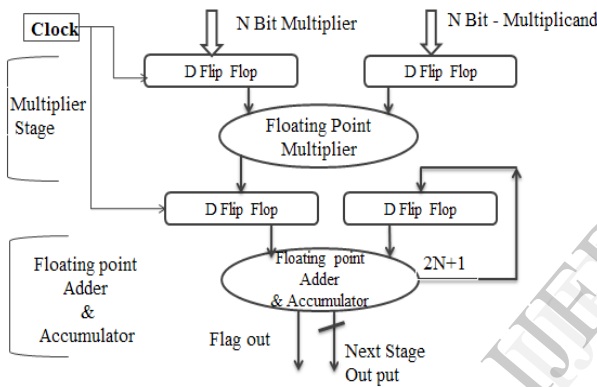 Clock
N Bit Multiplier
N Bit - Multiplicand
D Flip Flop
D Flip Flop
Multiplier
Stage
Floating Point
Multiplier
D Flip Flop
D Flip Flop
Floating point
Adder
& Accumulator
2N+1
Floating point
Adder
&
Accumulator
Flag out
Next Stage
Out put